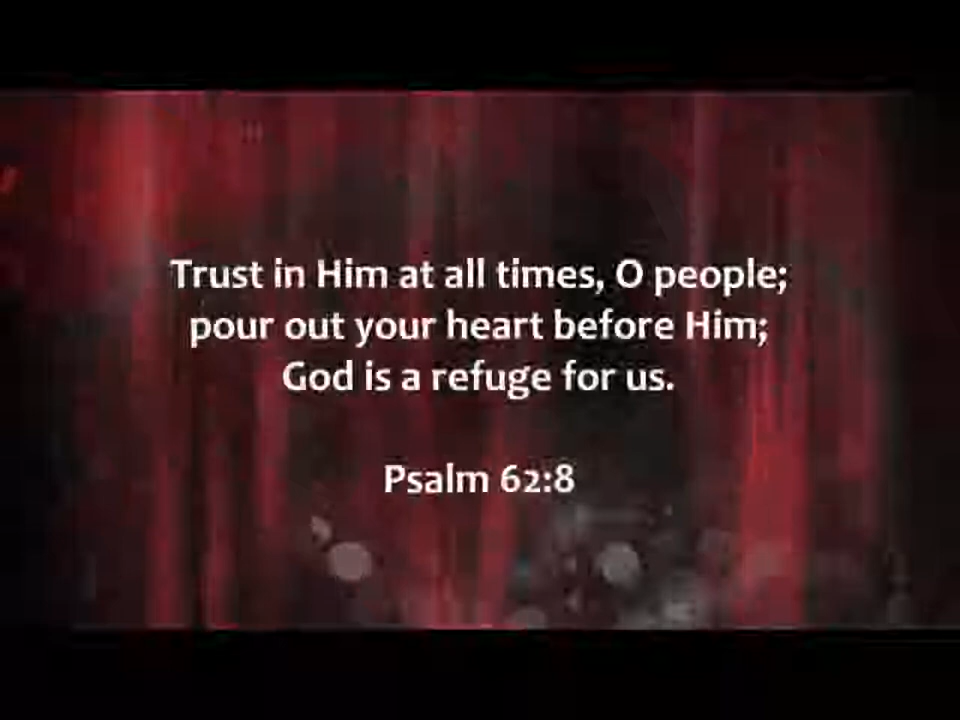 Trust in Him at all times, O people;
pour out your heart before Him;
God is a refuge for us.
Psalm 62:8